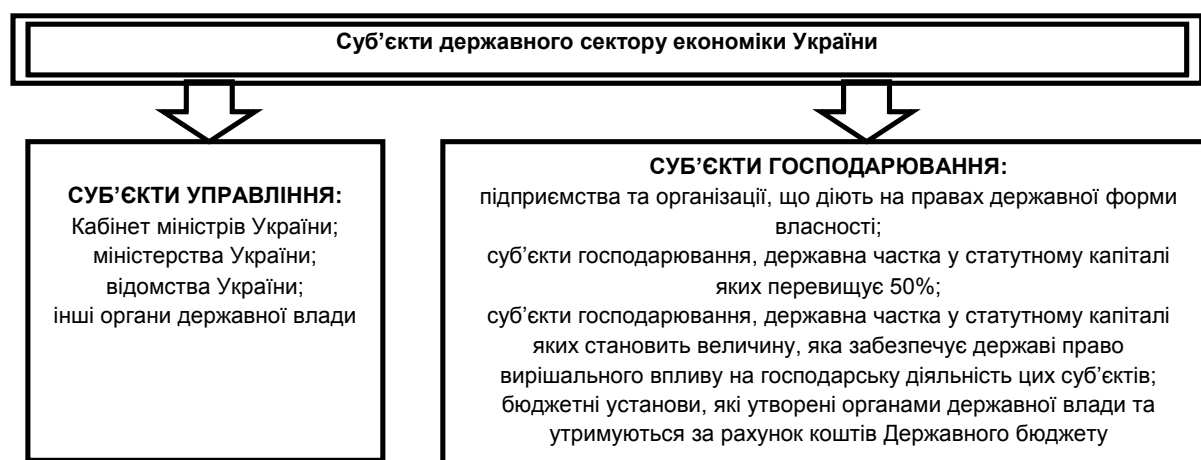 Суб’єкти державного сектору економіки України
СУБ’ЄКТИ УПРАВЛІННЯ:
Кабінет міністрів України;
міністерства України;
відомства України;
інші органи державної влади
СУБ’ЄКТИ ГОСПОДАРЮВАННЯ:
підприємства та організації, що діють на правах державної форми
власності;
суб’єкти господарювання, державна частка у статутному капіталі
яких перевищує 50%;
суб’єкти господарювання, державна частка у статутному капіталі
яких становить величину, яка забезпечує державі право
вирішального впливу на господарську діяльність цих суб’єктів;
бюджетні установи, які утворені органами державної влади та
утримуються за рахунок коштів Державного бюджету